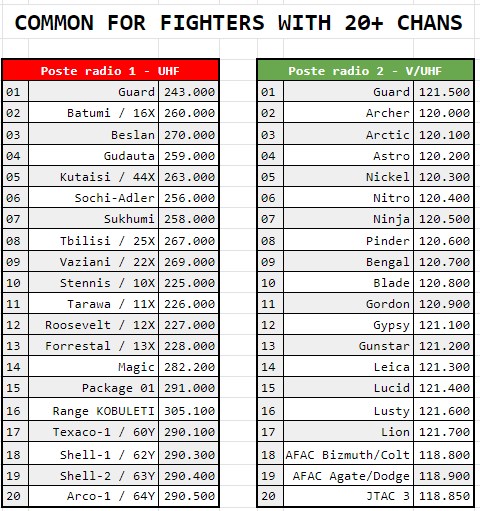 COMMON FOR FIGHTERS WITH 20+ CHANS
Poste radio 1 - UHF
01 Guard 243.000
02 Batumi / 16X 260.000
03 Beslan 270.000
04 Gudauta 259.000
05 Kutaisi / 44X 263.000
06 Sochi-Adler 256.000
07 Sukhumi 258.000
08 Tbilisi / 25X 267.000
09 Vaziani / 22X 269.000
10 Stennis / 10X 225.000
11 Tarawa / 11X 226.000
12 Roosevelt / 12X 227.000
13 Forrestal / 13X 228.000
14 Magic 282.200
15 Package 01 291.000
16 Range KOBULETI 305.100
17 Texaco-1 / 60Y 290.100
18 Shell-1 / 62Y 290.300
19 Shell-2 / 63Y 290.400
20 Arco-1 / 64Y 290.500
Poste radio 2 - V/UHF
01 Guard 121.500
02 Archer 120.000
03 Arctic 120.100
04 Astro 120.200
05 Nickel 120.300
06 Nitro 120.400
07 Ninja 120.500
08 Pinder 120.600
09 Bengal 120.700
10 Blade 120.800
11 Gordon 120.900
12 Gypsy 121.100
13 Gunstar 121.200
14 Leica 121.300
15 Lucid 121.400
16 Lusty 121.600
17 Lion 121.700
18 AFAC Bizmuth/Colt 118.800
19 AFAC Agate/Dodge 118.900
20 JTAC 3 118.850